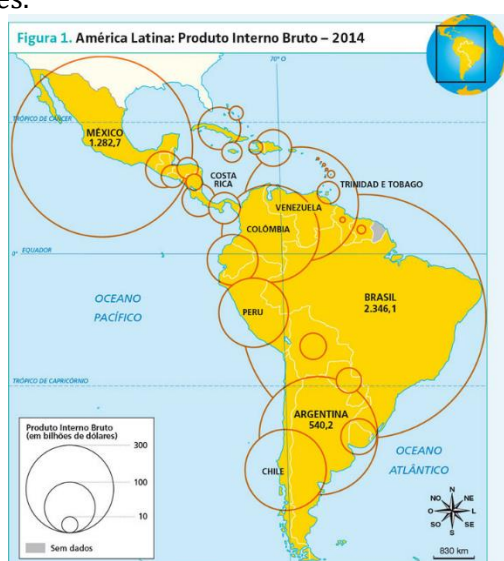 es.
Figura 1. América Latina: Produto Interno Bruto – 2014
70° O
TRÓPICO DE CÂNCER
MÉXICO
1.282,7
COSTA
RICA
TRINIDAD E TOBAGO
VENEZUELA
COLÔMBIA
0° EQUADOR
BRASIL
2.346,1
OCEANO
PACÍFICO
PERU
TRÓPICO DE CAPRICÓRNIO
ARGENTINA
540,2
CHILE
OCEANO
ATLÂNTICO
Produto Interno Bruto
(em bilhões de dólares)
300
100
10
Sem dados
N
NO
NE
O
L
SO
SE
S
830 km